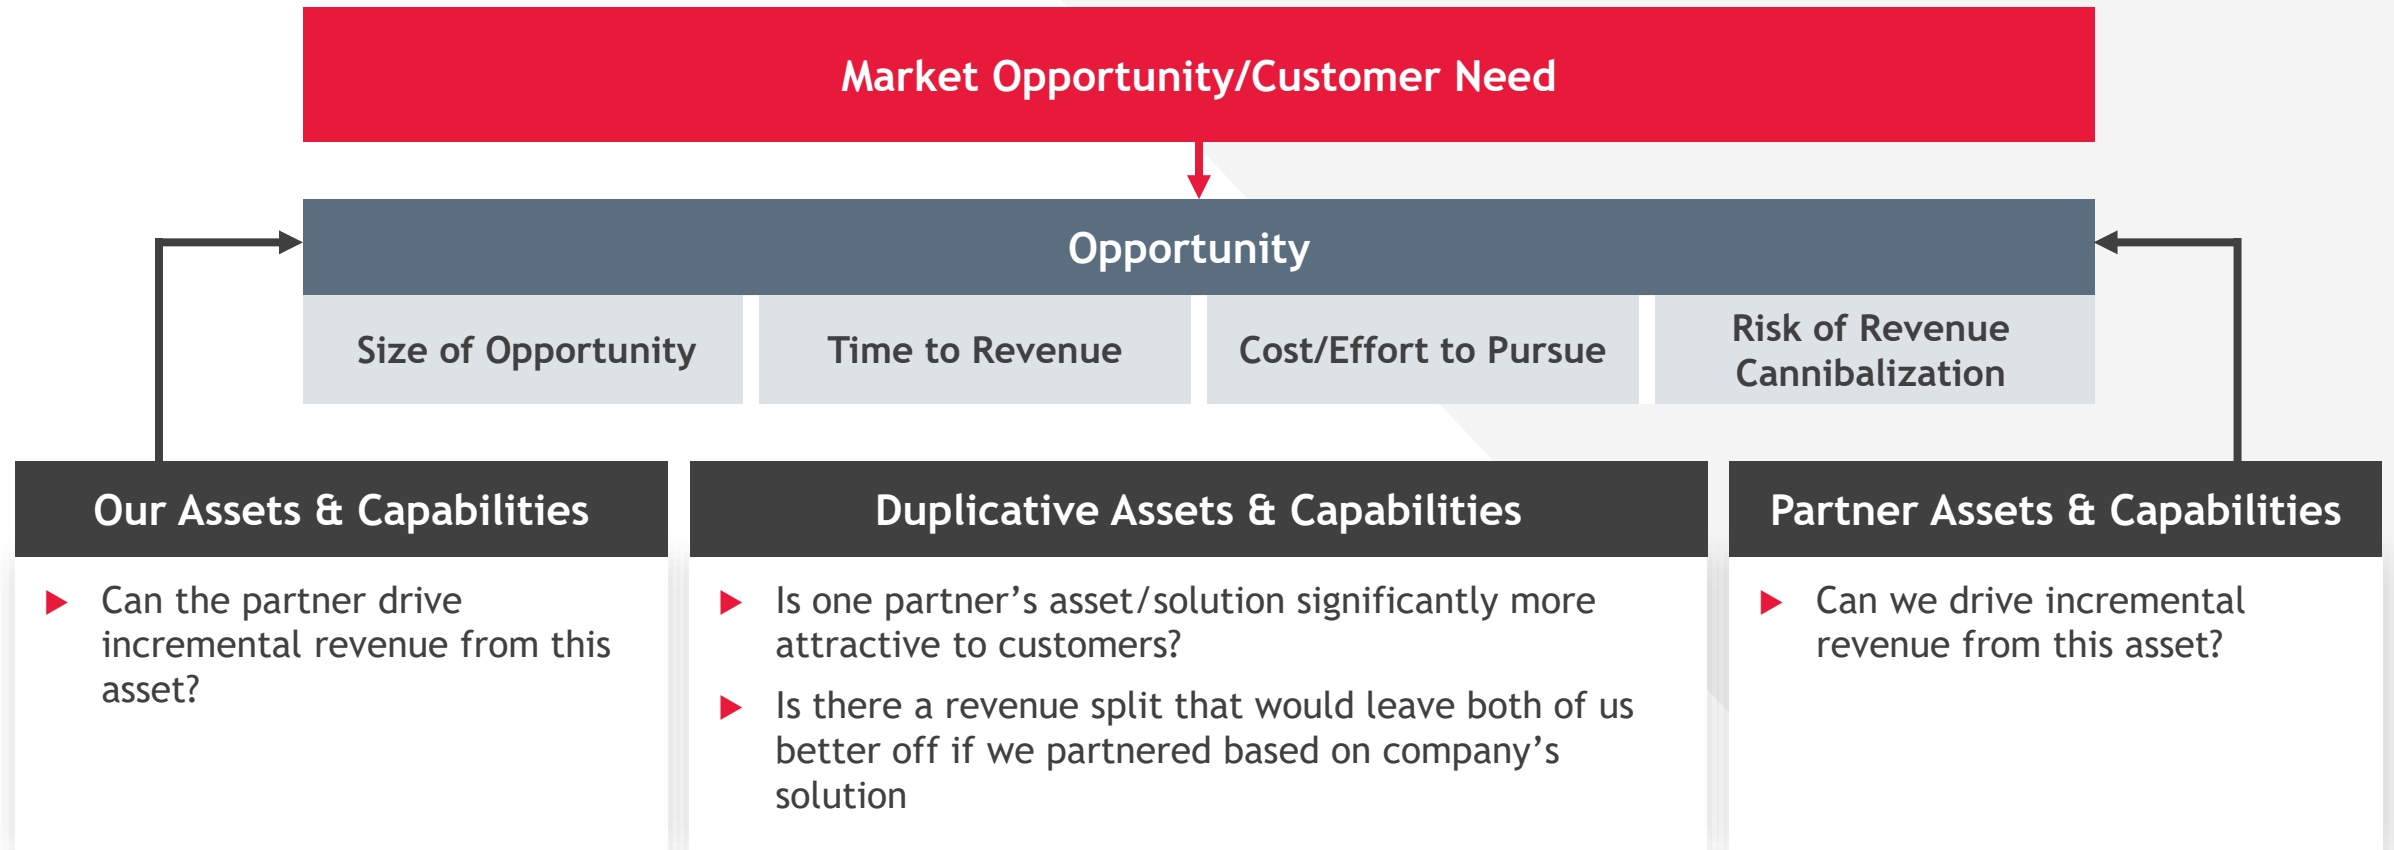 Market Opportunity/Customer Need
Opportunity
Size of Opportunity
Time to Revenue
Cost/Effort to Pursue
Risk of Revenue
Cannibalization
Our Assets & Capabilities
Can the partner drive
incremental revenue from this
asset?
Duplicative Assets & Capabilities
Is one partner’s asset/solution significantly more
attractive to customers?
Is there a revenue split that would leave both of us
better off if we partnered based on company’s
solution
Partner Assets & Capabilities
Can we drive incremental
revenue from this asset?